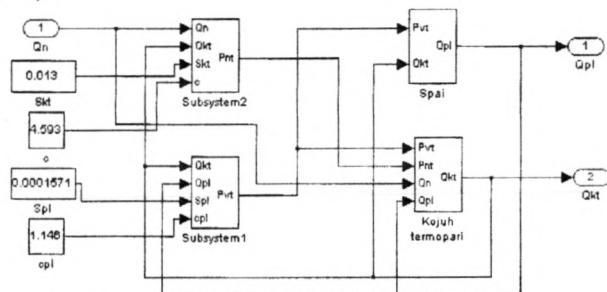 1
Qn
0.013
Skt
4.593
c
0.0001571
Spl
1.146
cpl
Qn
Qkt
Skt
c
Pnt
Subsystem2
Qkt
Qpl
Spl
cpl
Pvt
Subsystem1
Pvt
Qkt
Qpl
Spai
Pvt
Pnt
Qn
Qpl
Qkt
Kojuh
termopari
1
Qpl
2
Qkt